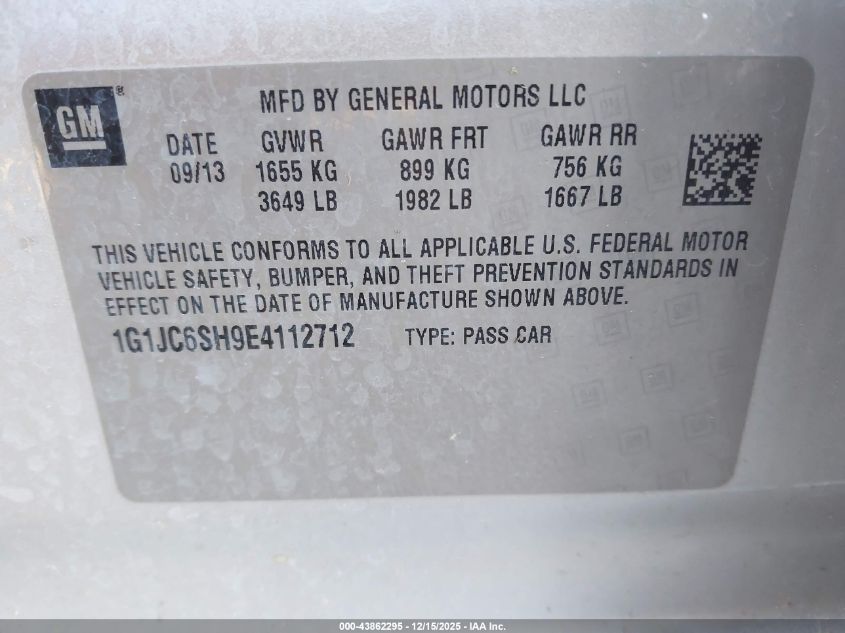 GM®
MFD BY GENERAL MOTORS LLC
DATE GVWR GAWR FRT GAWR RR
09/13 1655 KG 899 KG 756 KG
3649 LB 1982 LB 1667 LB
THIS VEHICLE CONFORMS TO ALL APPLICABLE U.S. FEDERAL MOTOR
VEHICLE SAFETY, BUMPER, AND THEFT PREVENTION STANDARDS IN
EFFECT ON THE DATE OF MANUFACTURE SHOWN ABOVE.
1G1JC6SH9E4112712 TYPE: PASS CAR
000-43862295 - 12/15/2025 - IAA Inc.